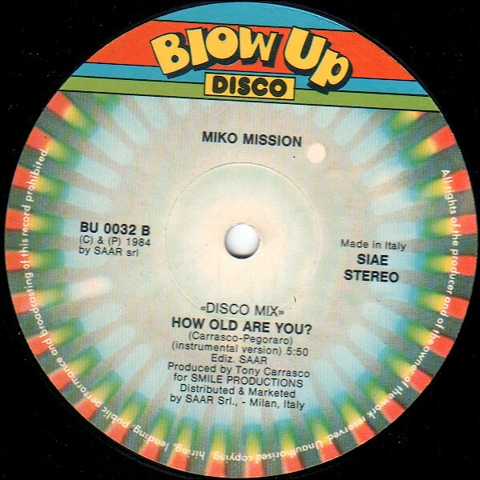 Blow Up
DISCO
MIKO MISSION
BU 0032 B
(C) & (P) 1984
by SAAR srl
Made in Italy
SIAE
STEREO
«DISCO MIX»
HOW OLD ARE YOU?
(Carrasco-Pegoraro)
(instrumental version) 5:50
Ediz. SAAR
Produced by Tony Carrasco
for SMILE PRODUCTIONS
Distributed & Marketed
by SAAR Srl., - Milan, Italy
All rights of the producer and of the owner of the work reserved. Unauthorised copying, hiring, lending, public performance and broadcasting of this record prohibited.